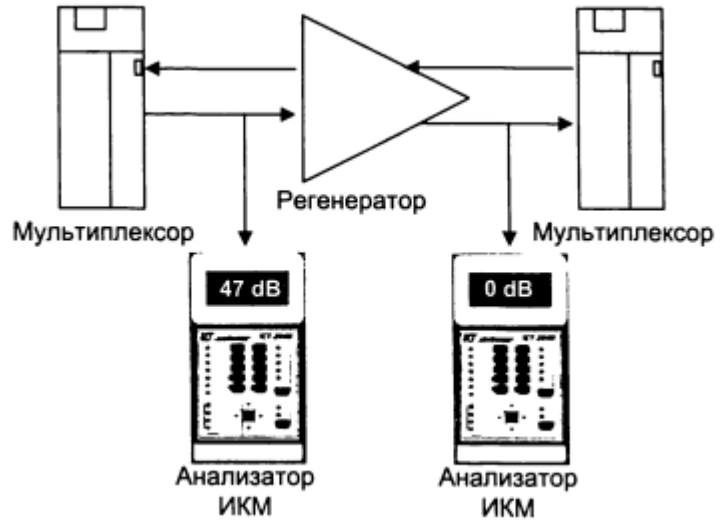 Регенератор
Мультиплексор
Мультиплексор
47 dB
0 dB
Анализатор
ИКМ
Анализатор
ИКМ